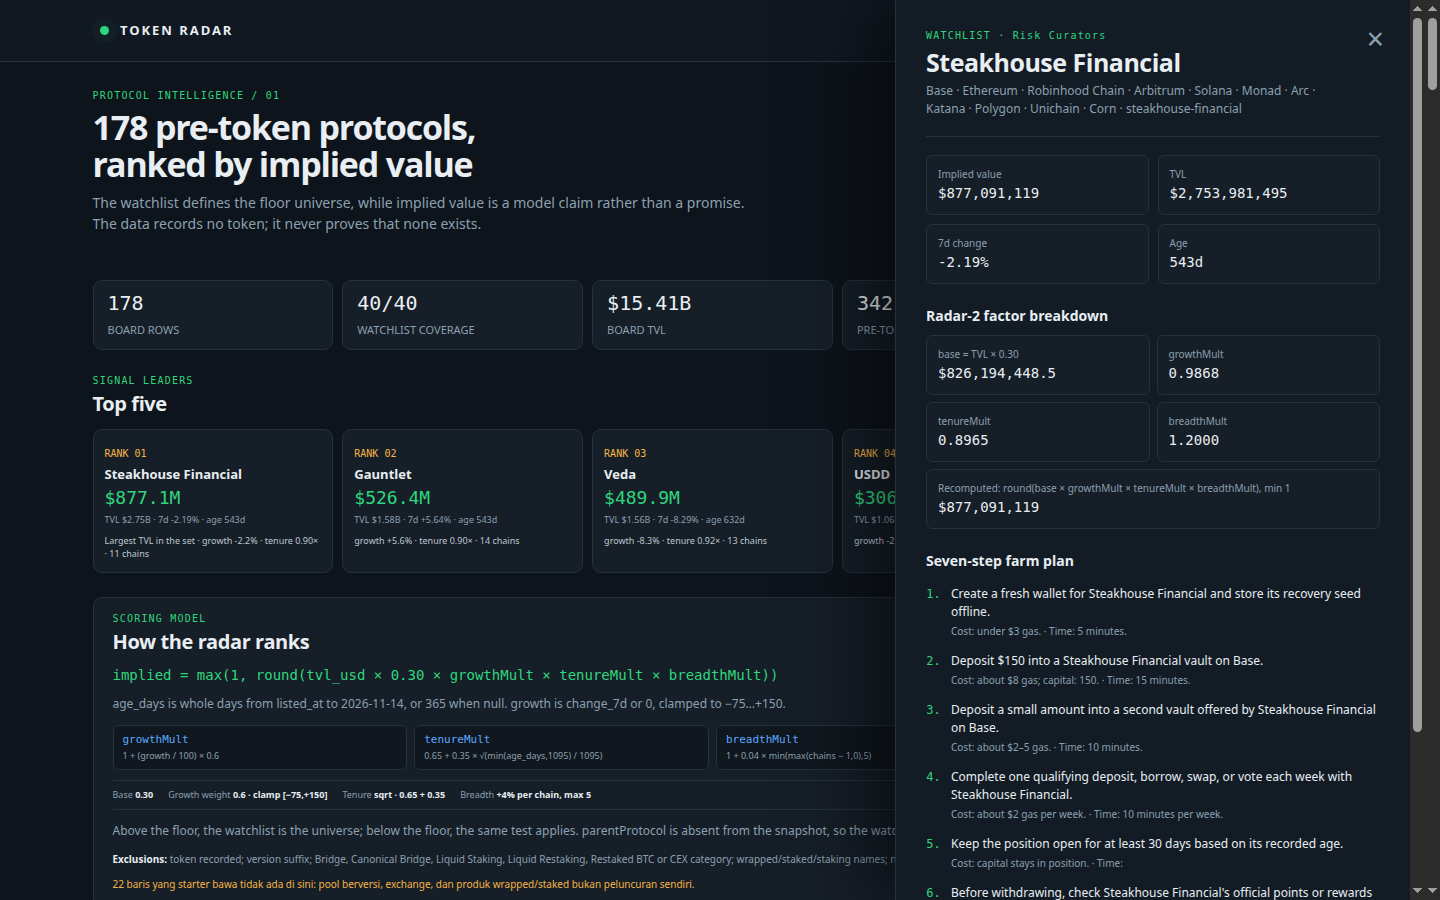 TOKEN RADAR
PROTOCOL INTELLIGENCE / 01
178 pre-token protocols,
ranked by implied value
The watchlist defines the floor universe, while implied value is a model claim rather than a promise.
The data records no token; it never proves that none exists.
178
BOARD ROWS
40/40
WATCHLIST COVERAGE
$15.41B
BOARD TVL
342
PRE-TO
SIGNAL LEADERS
Top five
RANK 01
Steakhouse Financial
$877.1M
TVL $2.75B · 7d -2.19% · age 543d
Largest TVL in the set · growth -2.2% · tenure 0.90×
· 11 chains
RANK 02
Gauntlet
$526.4M
TVL $1.58B · 7d +5.64% · age 543d
growth +5.6% · tenure 0.90× · 14 chains
RANK 03
Veda
$489.9M
TVL $1.56B · 7d -8.29% · age 632d
growth -8.3% · tenure 0.92× · 13 chains
RANK 04
USDD
$306
TVL $1.06
growth -2
SCORING MODEL
How the radar ranks
implied = max(1, round(tvl_usd × 0.30 × growthMult × tenureMult × breadthMult))
age_days is whole days from listed_at to 2026-11-14, or 365 when null. growth is change_7d or 0, clamped to −75…+150.
growthMult
1 + (growth / 100) × 0.6
tenureMult
0.65 + 0.35 × √(min(age_days,1095) / 1095)
breadthMult
1 + 0.04 × min(max(chains − 1,0),5)
Base 0.30 Growth weight 0.6 · clamp [−75,+150] Tenure sqrt · 0.65 + 0.35 Breadth +4% per chain, max 5
Above the floor, the watchlist is the universe; below the floor, the same test applies. parentProtocol is absent from the snapshot, so the watc
Exclusions: token recorded; version suffix; Bridge, Canonical Bridge, Liquid Staking, Liquid Restaking, Restaked BTC or CEX category; wrapped/staked/staking names; n
22 baris yang starter bawa tidak ada di sini: pool berversi, exchange, dan produk wrapped/staked bukan peluncuran sendiri.
WATCHLIST · Risk Curators
×
Steakhouse Financial
Base · Ethereum · Robinhood Chain · Arbitrum · Solana · Monad · Arc ·
Katana · Polygon · Unichain · Corn · steakhouse-financial
Implied value
$877,091,119
TVL
$2,753,981,495
7d change
-2.19%
Age
543d
Radar-2 factor breakdown
base = TVL × 0.30
$826,194,448.5
growthMult
0.9868
tenureMult
0.8965
breadthMult
1.2000
Recomputed: round(base × growthMult × tenureMult × breadthMult), min 1
$877,091,119
Seven-step farm plan
1. Create a fresh wallet for Steakhouse Financial and store its recovery seed
offline.
Cost: under $3 gas. · Time: 5 minutes.
2. Deposit $150 into a Steakhouse Financial vault on Base.
Cost: about $8 gas; capital: 150. · Time: 15 minutes.
3. Deposit a small amount into a second vault offered by Steakhouse Financial
on Base.
Cost: about $2–5 gas. · Time: 10 minutes.
4. Complete one qualifying deposit, borrow, swap, or vote each week with
Steakhouse Financial.
Cost: about $2 gas per week. · Time: 10 minutes per week.
5. Keep the position open for at least 30 days based on its recorded age.
Cost: capital stays in position. · Time:
6. Before withdrawing, check Steakhouse Financial's official points or rewards